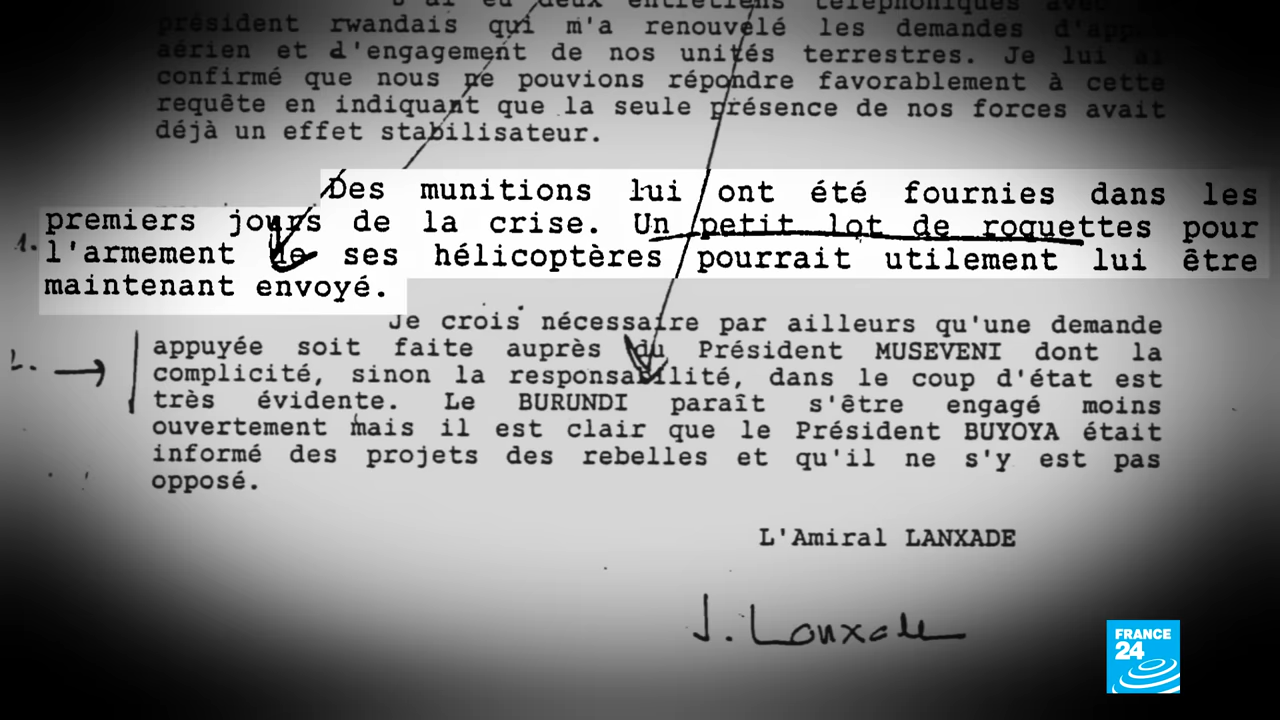 J'ai eu deux entretiens téléphoniques avec
président rwandais qui m'a renouvelé les demandes d'appui
aérien et d'engagement de nos unités terrestres. Je lui ai
confirmé que nous ne pouvions répondre favorablement à cette
requête en indiquant que la seule présence de nos forces avait
déjà un effet stabilisateur.
Des munitions lui ont été fournies dans les
premiers jours de la crise. Un petit lot de roquettes pour
1. l'armement de ses hélicoptères pourrait utilement lui être
maintenant envoyé.
Je crois nécessaire par ailleurs qu'une demande
2. appuyée soit faite auprès du Président MUSEVENI dont la
complicité, sinon la responsabilité, dans le coup d'état est
très évidente. Le BURUNDI paraît s'être engagé moins
ouvertement mais il est clair que le Président BUYOYA était
informé des projets des rebelles et qu'il ne s'y est pas
opposé.
L'Amiral LANXADE
J. Lanxade
FRANCE
24